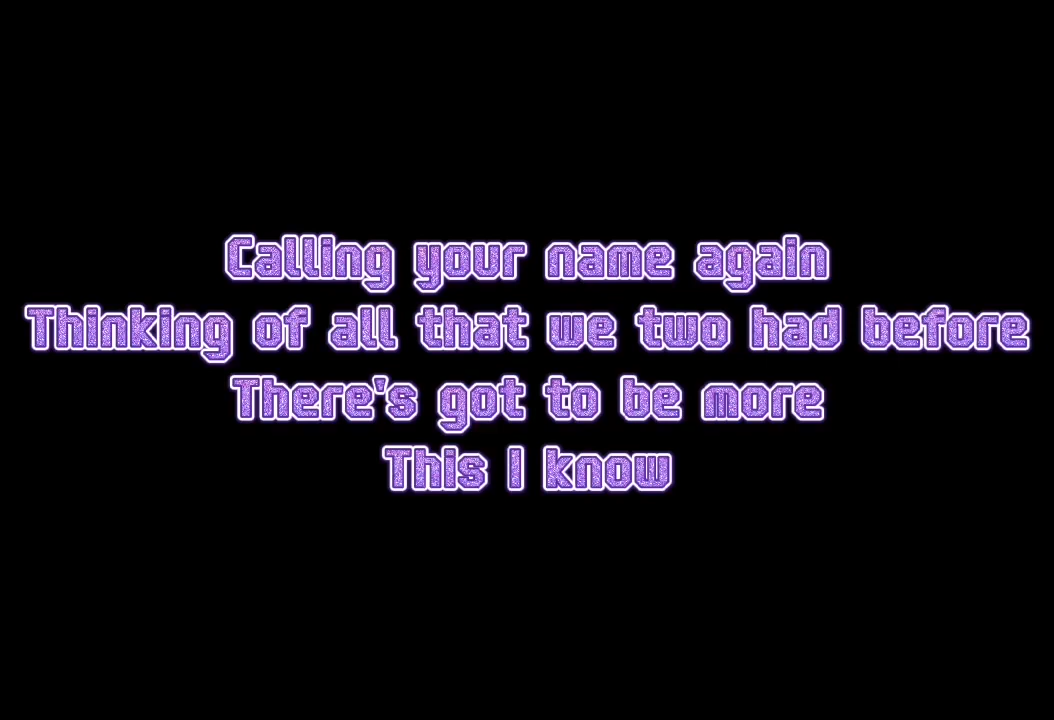 Calling your name again
Thinking of all that we two had before
There's got to be more
This I know